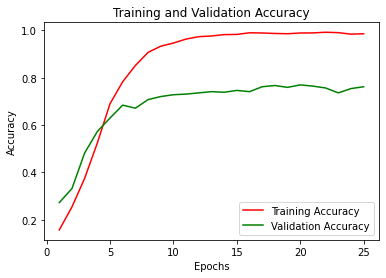 Training and Validation Accuracy
1.0
0.8
0.6
0.4
0.2
Accuracy
Training Accuracy
Validation Accuracy
0
5
10
15
20
25
Epochs